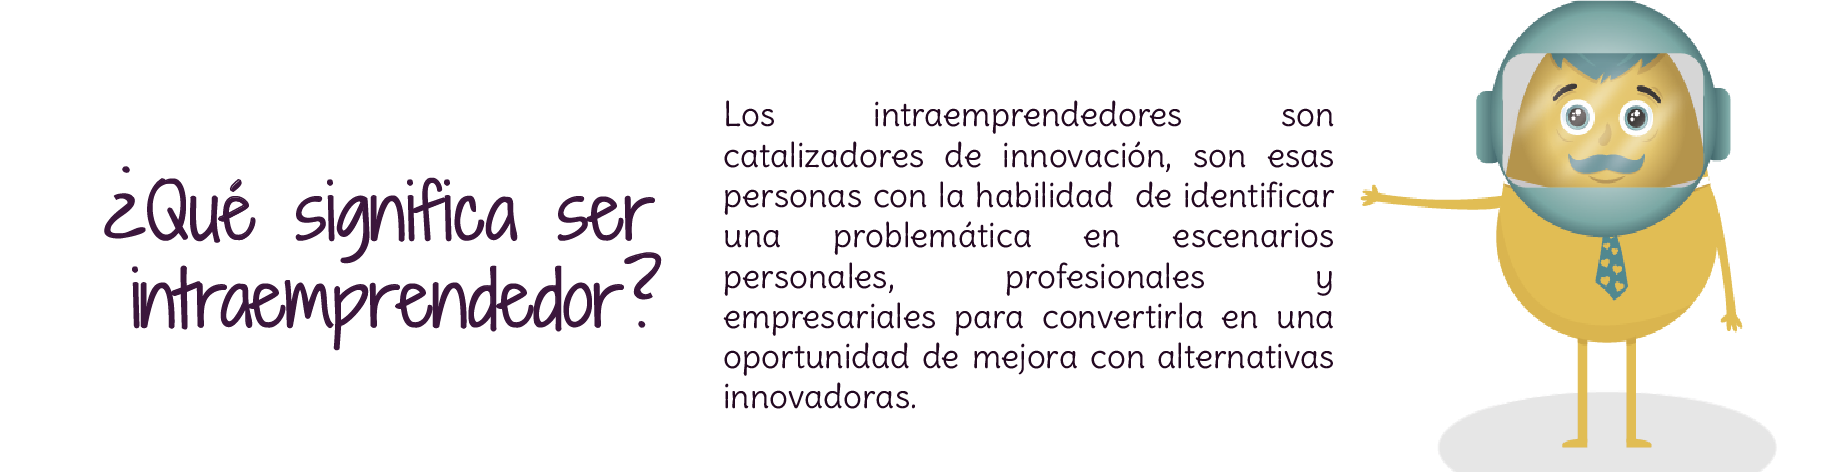 ¿Qué significa ser
intraemprendedor?
Los intraemprendedores son
catalizadores de innovación, son esas
personas con la habilidad de identificar
una problemática en escenarios
personales, profesionales y
empresariales para convertirla en una
oportunidad de mejora con alternativas
innovadoras.